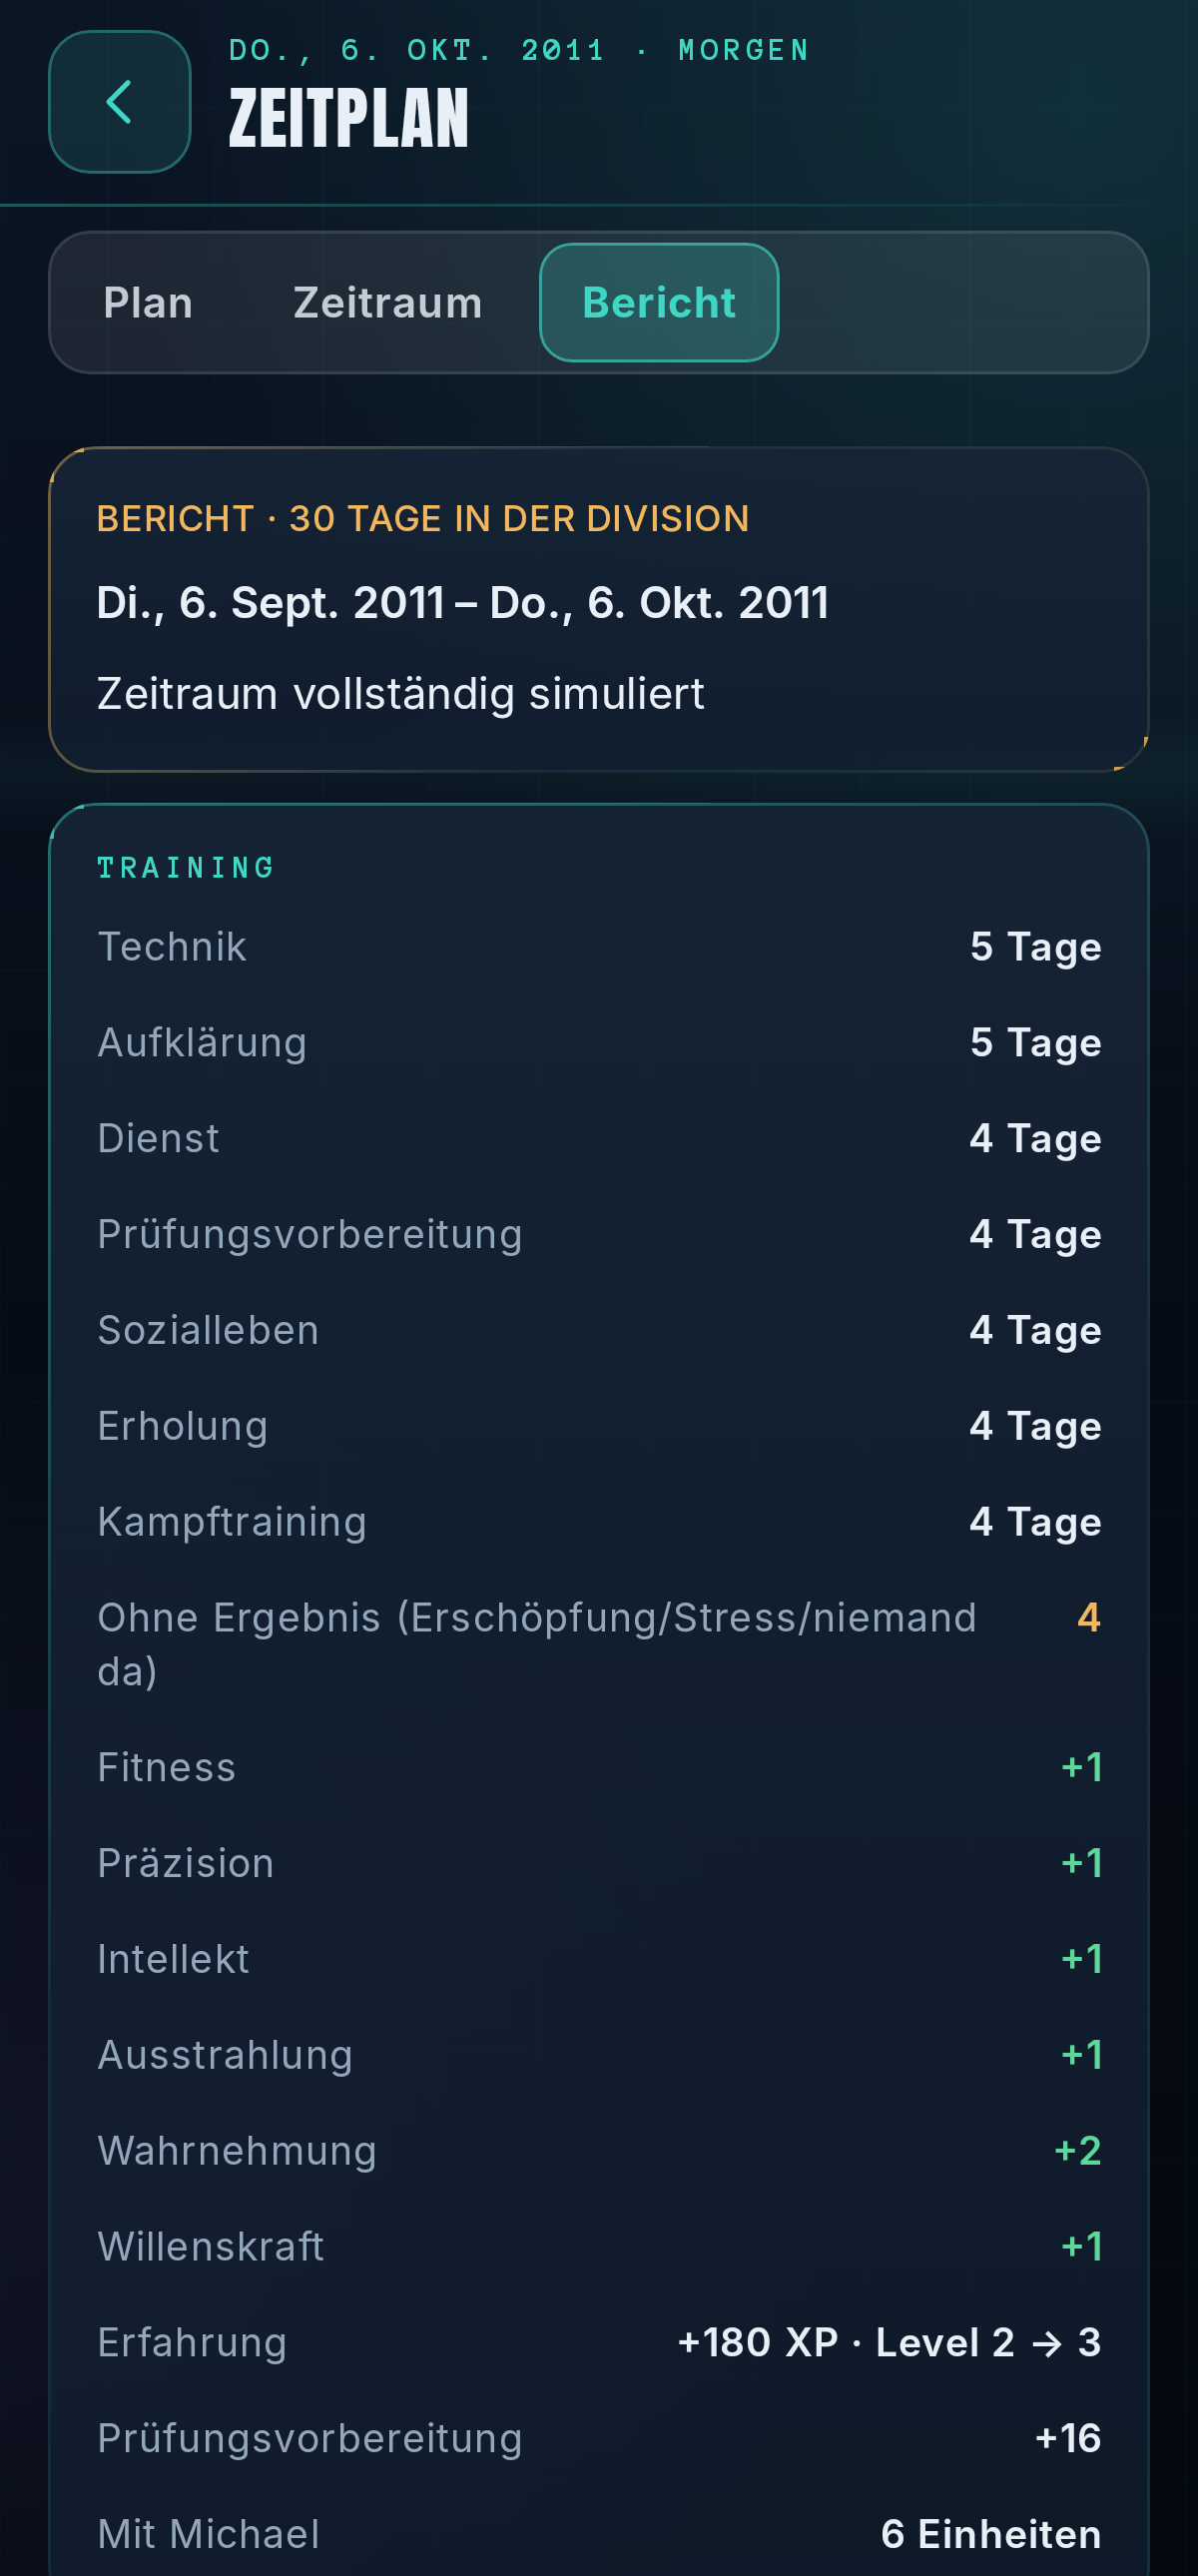 DO., 6. OKT. 2011 · MORGEN
ZEITPLAN
Plan Zeitraum Bericht
BERICHT · 30 TAGE IN DER DIVISION
Di., 6. Sept. 2011 – Do., 6. Okt. 2011
Zeitraum vollständig simuliert
TRAINING
Technik 5 Tage
Aufklärung 5 Tage
Dienst 4 Tage
Prüfungsvorbereitung 4 Tage
Sozialleben 4 Tage
Erholung 4 Tage
Kampftraining 4 Tage
Ohne Ergebnis (Erschöpfung/Stress/niemand 4
da)
Fitness +1
Präzision +1
Intellekt +1
Ausstrahlung +1
Wahrnehmung +2
Willenskraft +1
Erfahrung +180 XP · Level 2 → 3
Prüfungsvorbereitung +16
Mit Michael 6 Einheiten